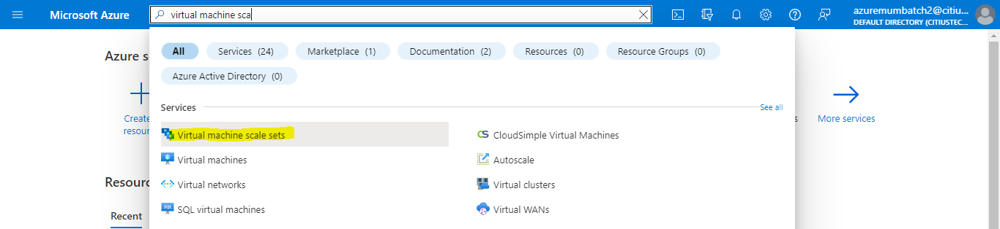 Microsoft Azure
virtual machine sca
azuremumbatch2@citiu...
DEFAULT DIRECTORY (CITIUSTEC...
All
Services (24)
Marketplace (1)
Documentation (2)
Resources (0)
Resource Groups (0)
Azure Active Directory (0)
Azure s
Create
resour
More services
Services
See all
Virtual machine scale sets
CloudSimple Virtual Machines
Virtual machines
Autoscale
Virtual networks
Virtual clusters
SQL virtual machines
Virtual WANs
Resourc
Recent